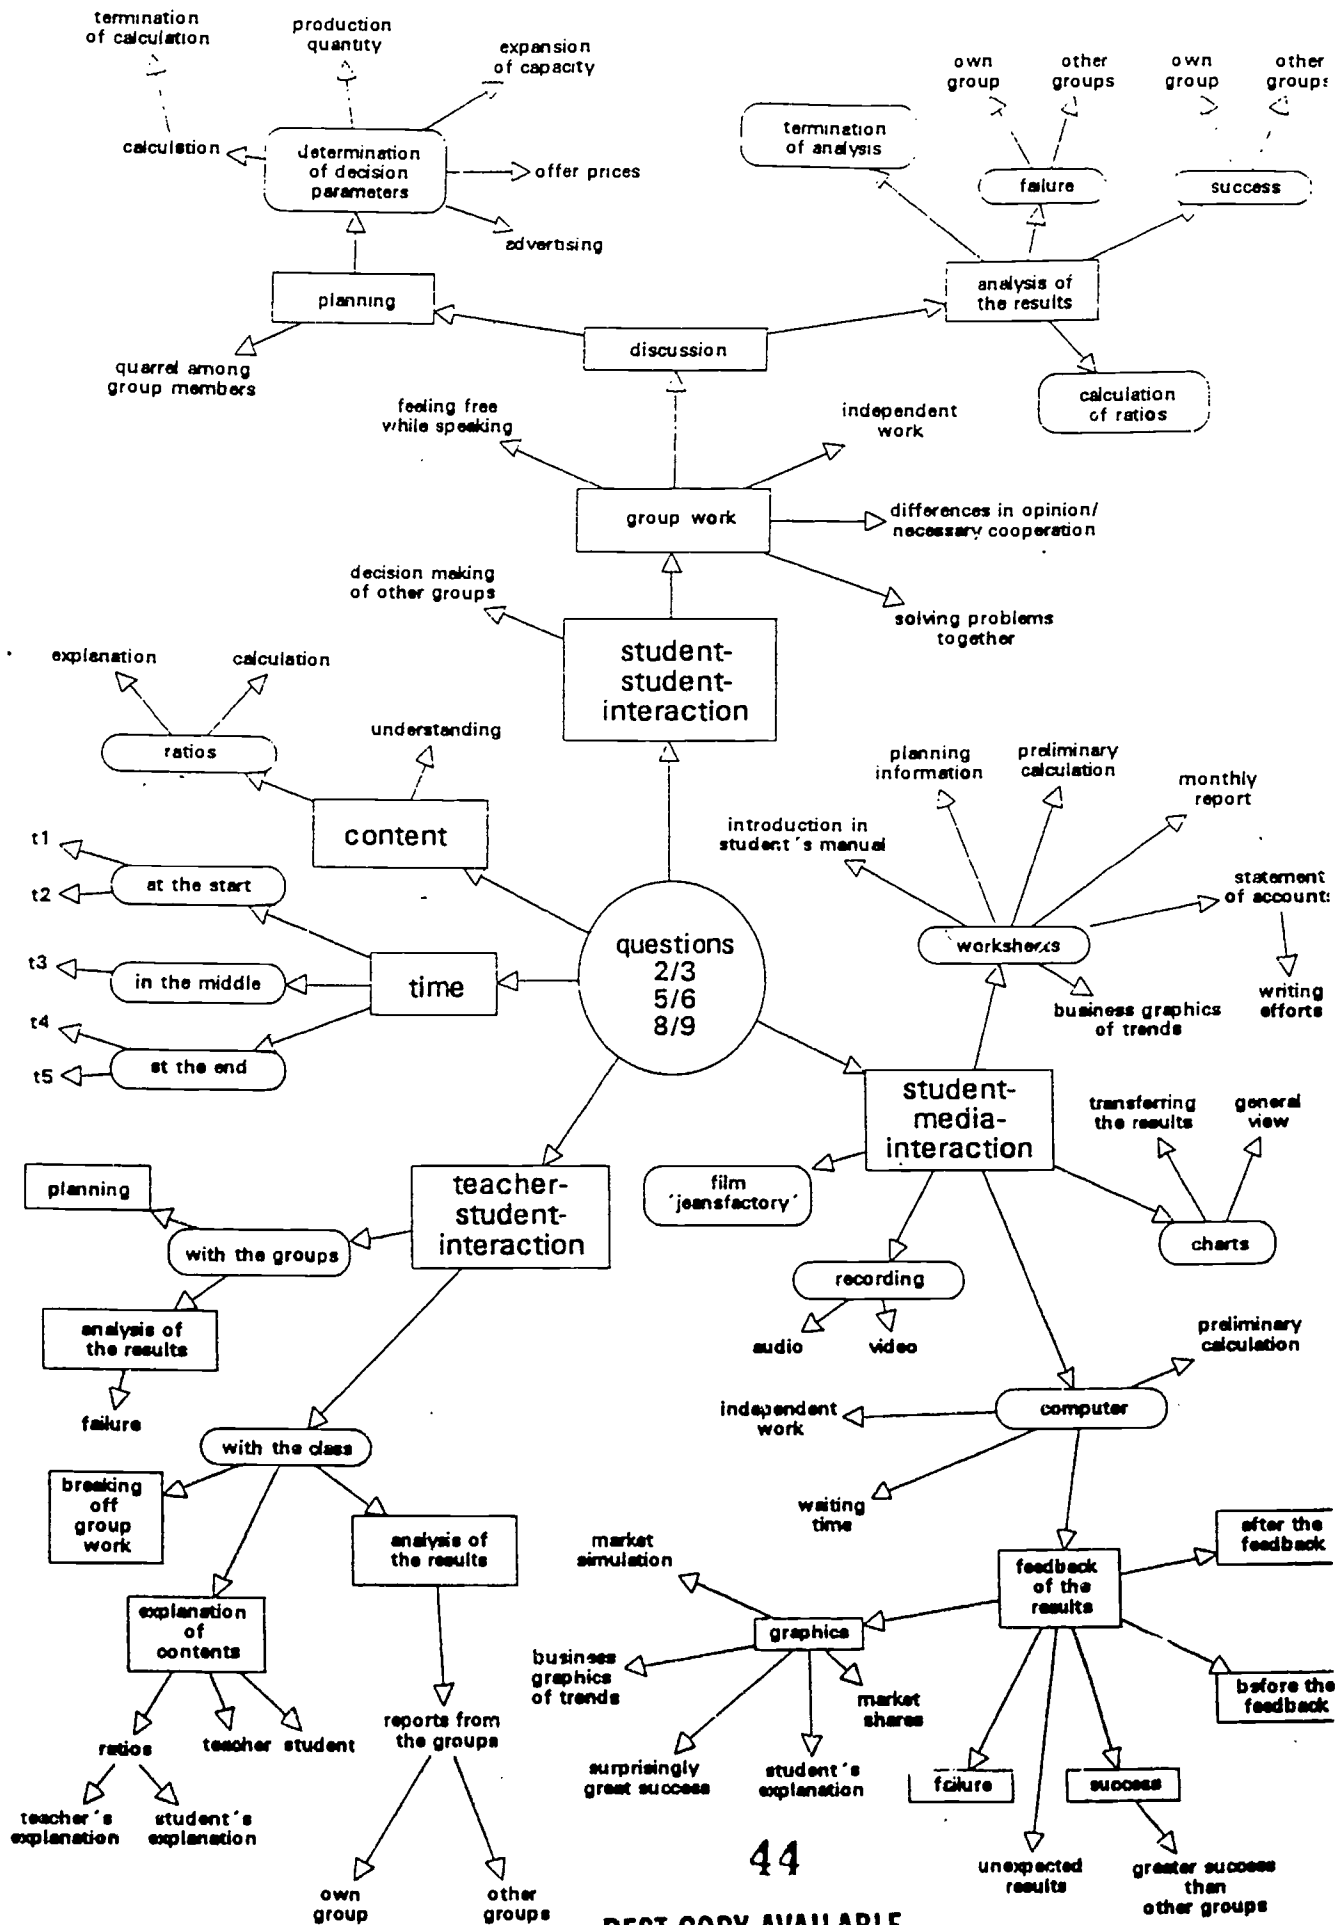 termination
of calculation
production
quantity
expansion
of capacity
calculation
determination
of decision
parameters
offer prices
advertising
planning
quarrel among
group members
own
group
other
groups
own
group
other
groups
termination
of analysis
failure
success
analysis of
the results
calculation
of ratios
discussion
feeling free
while speaking
independent
work
group work
differences in opinion/
necessary cooperation
solving problems
together
decision making
of other groups
student-
student-
interaction
explanation
calculation
ratios
understanding
content
t1
t2
at the start
t3
in the middle
time
t4
t5
at the end
questions
2/3
5/6
8/9
planning
information
preliminary
calculation
monthly
report
introduction in
student´s manual
statement
of accounts
worksheets
writing
efforts
business graphics
of trends
student-
media-
interaction
transferring
the results
general
view
charts
film
´jeansfactory´
recording
audio
video
preliminary
calculation
independent
work
computer
waiting
time
teacher-
student-
interaction
planning
with the groups
analysis of
the results
failure
with the class
breaking
off
group
work
analysis of
the results
explanation
of
contents
ratios
teacher
student
teacher´s
explanation
student´s
explanation
reports from
the groups
own
group
other
groups
market
simulation
feedback
of the
results
after the
feedback
before the
feedback
graphics
business
graphics
of trends
market
shares
surprisingly
great success
student´s
explanation
failure
success
unexpected
results
greater success
than
other groups
44
BEST COPY AVAILABLE